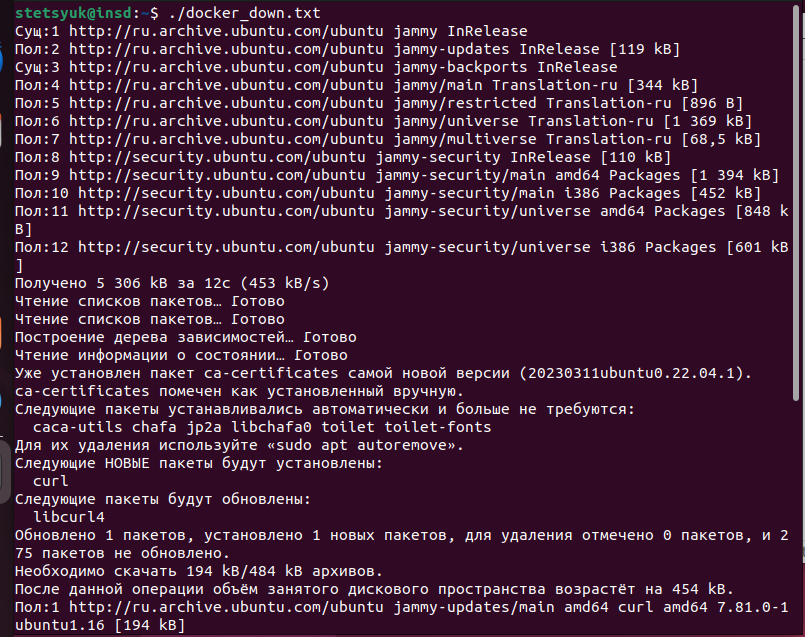 stetsyuk@insd:~$ ./docker_down.txt
Сущ:1 http://ru.archive.ubuntu.com/ubuntu jammy InRelease
Пол:2 http://ru.archive.ubuntu.com/ubuntu jammy-updates InRelease [119 kB]
Сущ:3 http://ru.archive.ubuntu.com/ubuntu jammy-backports InRelease
Пол:4 http://ru.archive.ubuntu.com/ubuntu jammy/main Translation-ru [344 kB]
Пол:5 http://ru.archive.ubuntu.com/ubuntu jammy/restricted Translation-ru [896 B]
Пол:6 http://ru.archive.ubuntu.com/ubuntu jammy/universe Translation-ru [1 369 kB]
Пол:7 http://ru.archive.ubuntu.com/ubuntu jammy/multiverse Translation-ru [68,5 kB]
Пол:8 http://security.ubuntu.com/ubuntu jammy-security InRelease [110 kB]
Пол:9 http://security.ubuntu.com/ubuntu jammy-security/main amd64 Packages [1 394 kB]
Пол:10 http://security.ubuntu.com/ubuntu jammy-security/main i386 Packages [452 kB]
Пол:11 http://security.ubuntu.com/ubuntu jammy-security/universe amd64 Packages [848 k
B]
Пол:12 http://security.ubuntu.com/ubuntu jammy-security/universe i386 Packages [601 kB
]
Получено 5 306 kB за 12с (453 kB/s)
Чтение списков пакетов… Готово
Чтение списков пакетов… Готово
Построение дерева зависимостей… Готово
Чтение информации о состоянии… Готово
Уже установлен пакет ca-certificates самой новой версии (20230311ubuntu0.22.04.1).
ca-certificates помечен как установленный вручную.
Следующие пакеты устанавливались автоматически и больше не требуются:
  caca-utils chafa jp2a libchafa0 toilet toilet-fonts
Для их удаления используйте «sudo apt autoremove».
Следующие НОВЫЕ пакеты будут установлены:
  curl
Следующие пакеты будут обновлены:
  libcurl4
Обновлено 1 пакетов, установлено 1 новых пакетов, для удаления отмечено 0 пакетов, и 2
75 пакетов не обновлено.
Необходимо скачать 194 kB/484 kB архивов.
После данной операции объём занятого дискового пространства возрастёт на 454 kB.
Пол:1 http://ru.archive.ubuntu.com/ubuntu jammy-updates/main amd64 curl amd64 7.81.0-1
ubuntu1.16 [194 kB]